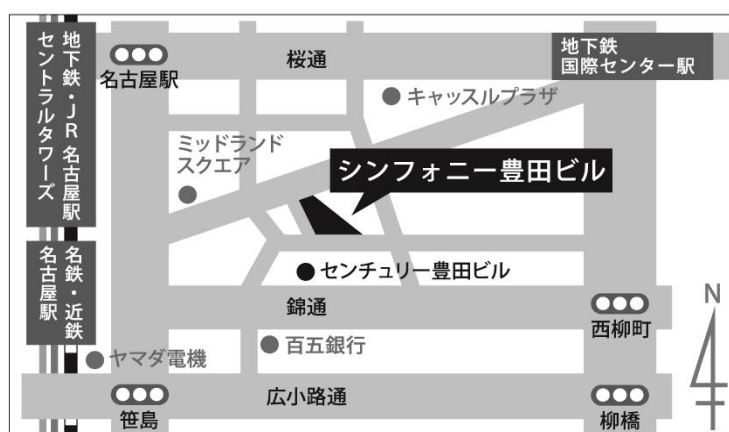 地下鉄・JR 名古屋駅
セントラルタワーズ
名古屋駅
桜通
地下鉄
国際センター駅
キャッスルプラザ
ミッドランド
スクエア
シンフォニー豊田ビル
名鉄・近鉄
名古屋駅
センチュリー豊田ビル
錦通
西柳町
N
百五銀行
ヤマダ電機
広小路通
笹島
柳橋